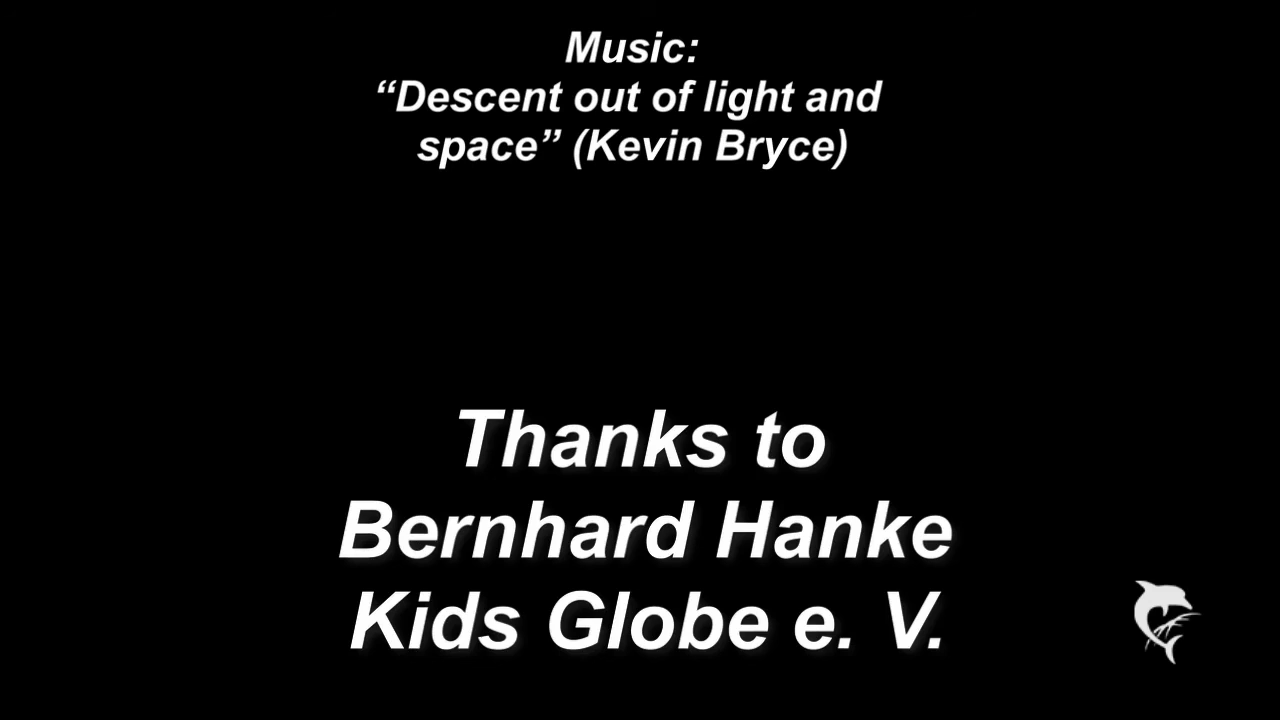 Music:
“Descent out of light and
space” (Kevin Bryce)
Thanks to
Bernhard Hanke
Kids Globe e. V.